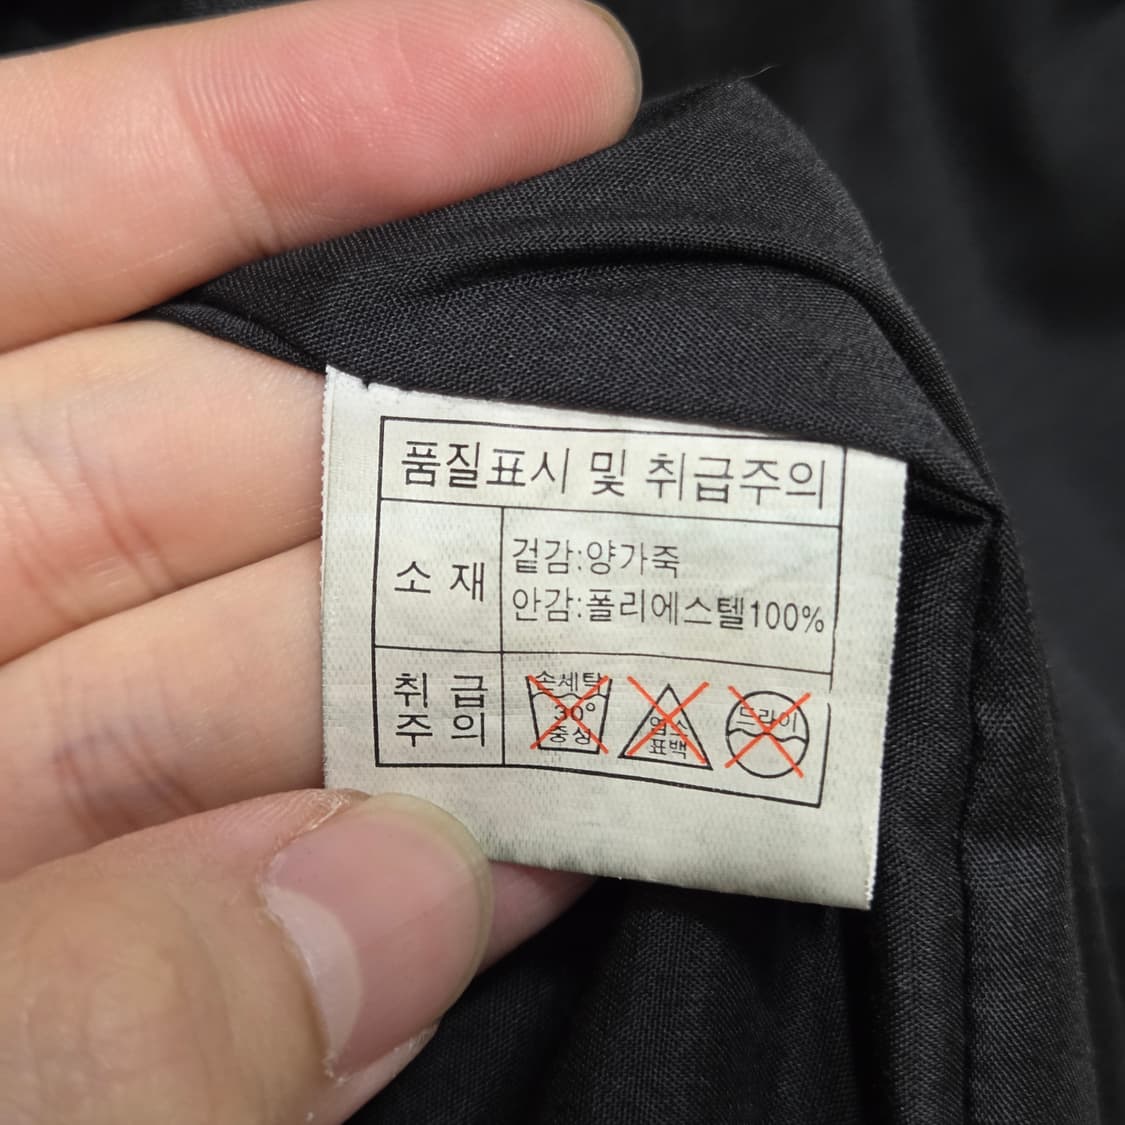 품질표시 및 취급주의
소 재
겉감:양가죽
안감:폴리에스텔100%
취 급
주 의
손세탁
30°
중성
염소
표백
드라이